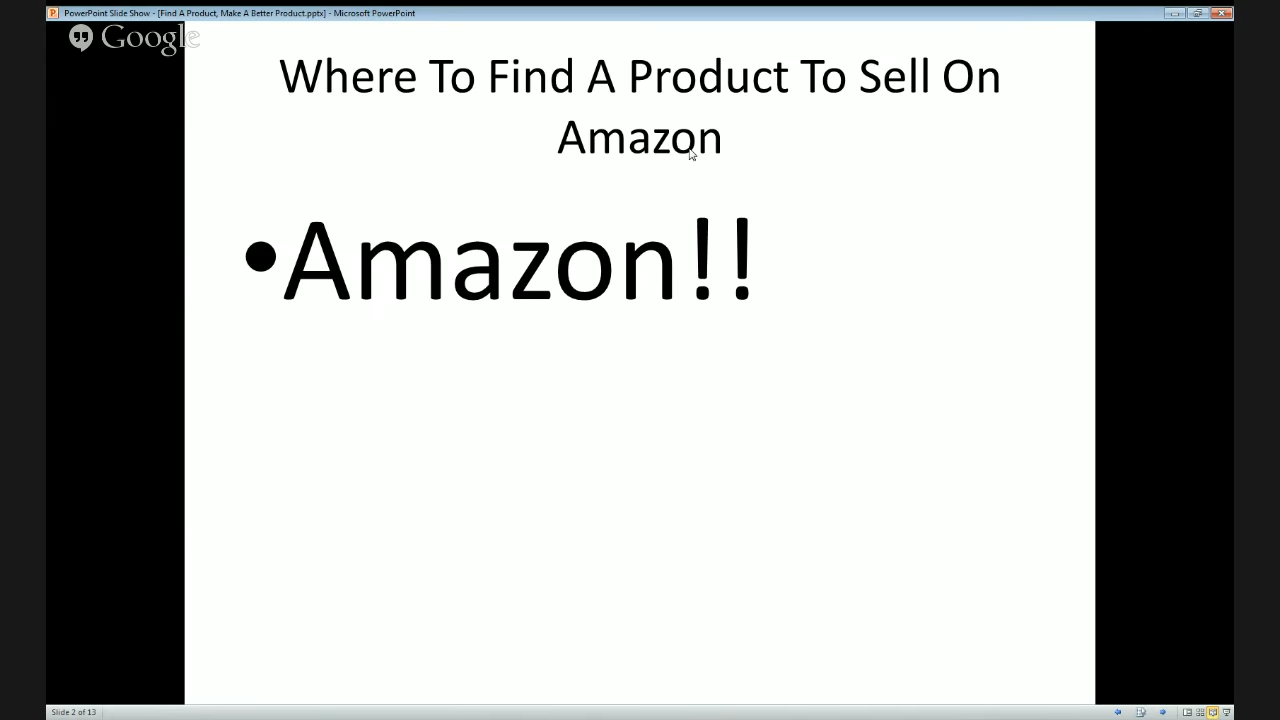 PowerPoint Slide Show - [Find A Product, Make A Better Product.pptx] - Microsoft PowerPoint
Google
Where To Find A Product To Sell On
Amazon
•Amazon!!
Slide 2 of 13